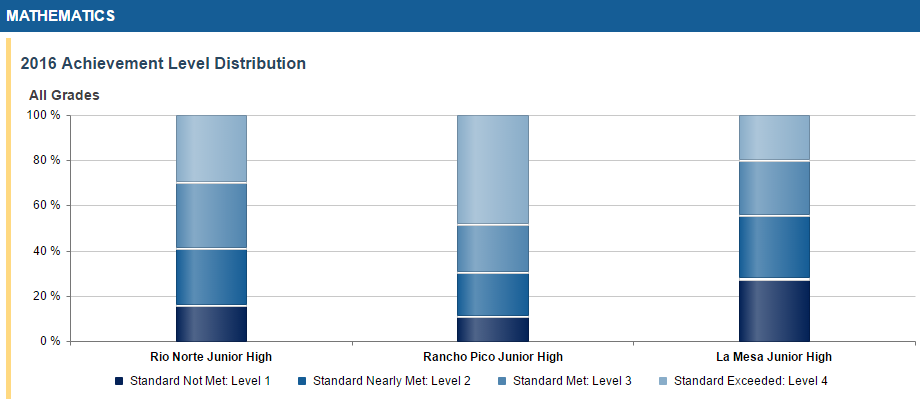 MATHEMATICS
2016 Achievement Level Distribution
All Grades
100 %
80 %
60 %
40 %
20 %
0 %
Rio Norte Junior High Rancho Pico Junior High La Mesa Junior High
Standard Not Met: Level 1 Standard Nearly Met: Level 2 Standard Met: Level 3 Standard Exceeded: Level 4